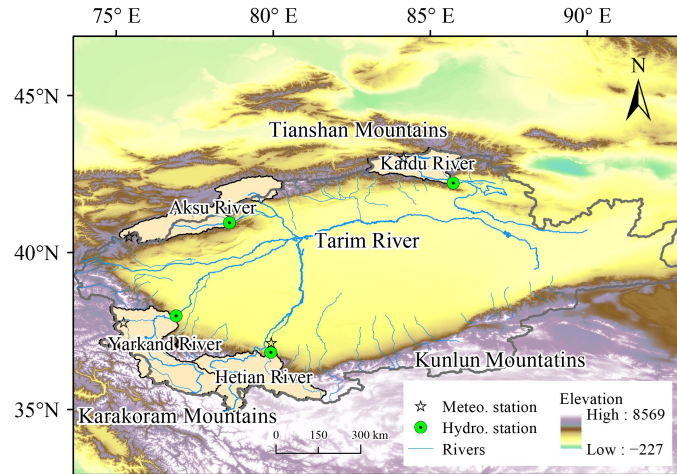 75° E
80° E
85° E
90° E
45°N
40°N
35°N
N
Tianshan Mountains
Kaidu River
Aksu River
Tarim River
Yarkand River
Hetian River
Kunlun Mountatins
Karakoram Mountains
Meteo. station
Hydro. station
Rivers
Elevation
High : 8569
Low : −227
0 150 300 km